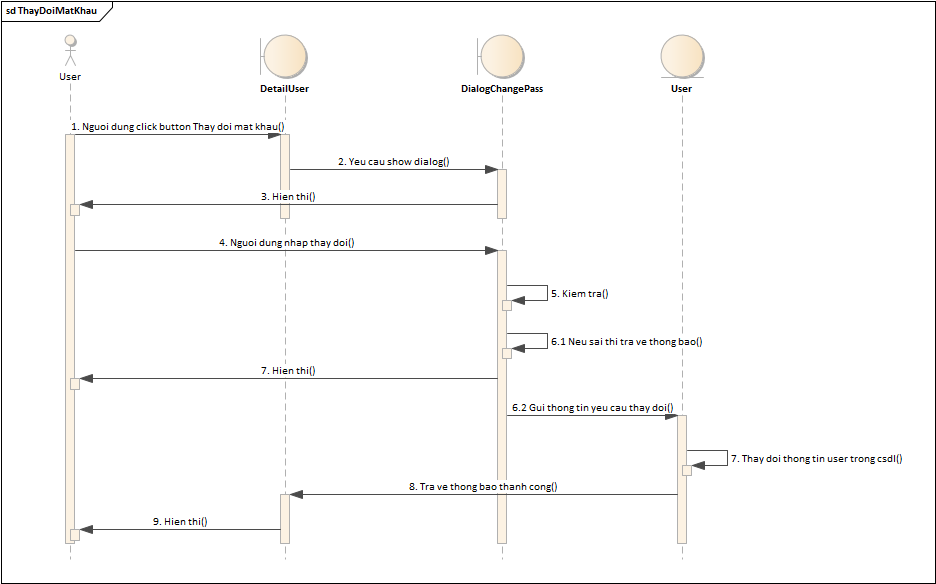 sd ThayDoiMatKhau
User
DetailUser
DialogChangePass
User
1. Nguoi dung click button Thay doi mat khau()
2. Yeu cau show dialog()
3. Hien thi()
4. Nguoi dung nhap thay doi()
5. Kiem tra()
6.1 Neu sai thi tra ve thong bao()
7. Hien thi()
6.2 Gui thong tin yeu cau thay doi()
7. Thay doi thong tin user trong csdl()
8. Tra ve thong bao thanh cong()
9. Hien thi()